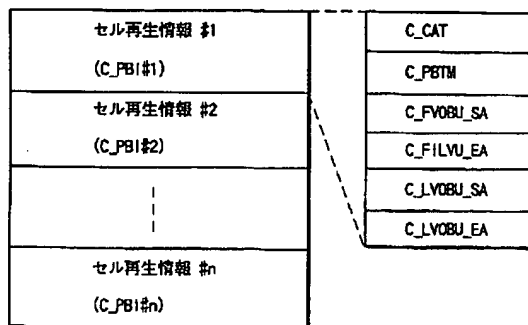 セル再生情報 #1
(C_PBI#1)
セル再生情報 #2
(C_PBI#2)
セル再生情報 #n
(C_PBI#n)
C_CAT
C_PBTM
C_FVOBU_SA
C_FILVU_EA
C_LVOBU_SA
C_LVOBU_EA